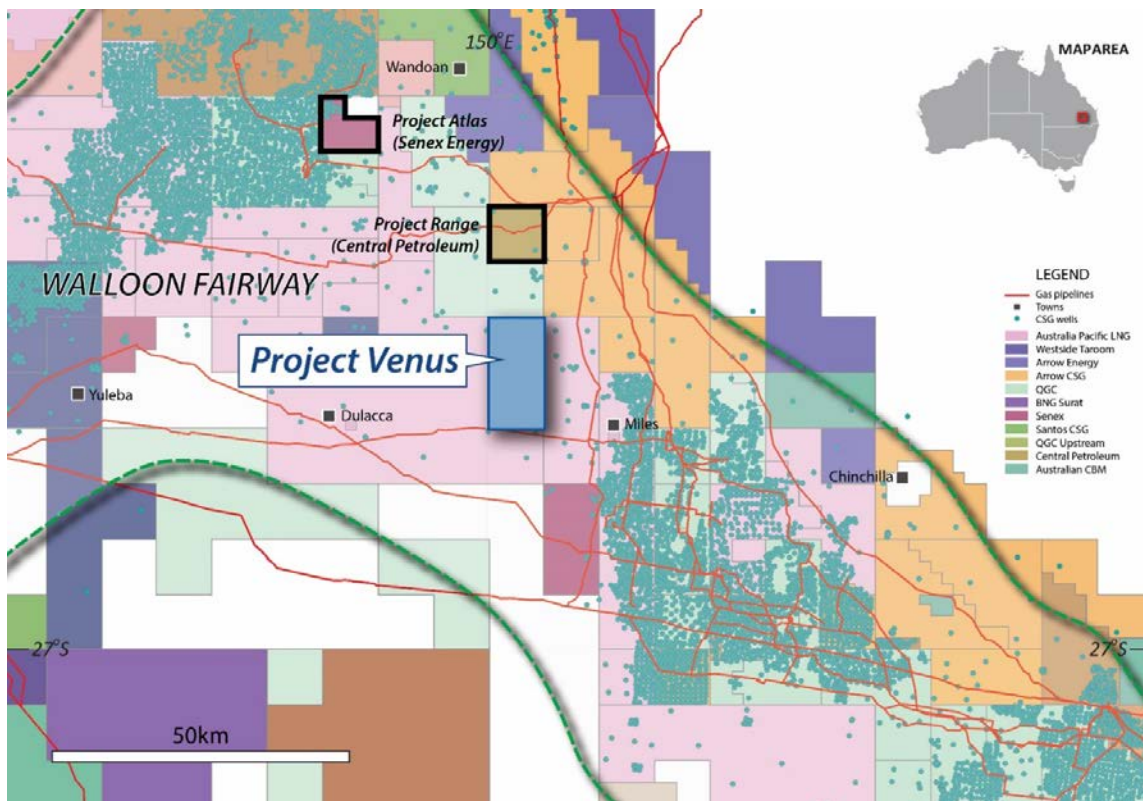 150°E
MAPAREA
Wandoan
Project Atlas
(Senex Energy)
Project Range
(Central Petroleum)
WALLOON FAIRWAY
LEGEND
Gas pipelines
Towns
CSG wells
Australia Pacific LNG
Westside Taroom
Arrow Energy
Arrow CSG
QGC
BNG Surat
Senex
Santos CSG
QGC Upstream
Central Petroleum
Australian CBM
Project Venus
Yuleba
Dulacca
Miles
Chinchilla
27°S
27°S
50km